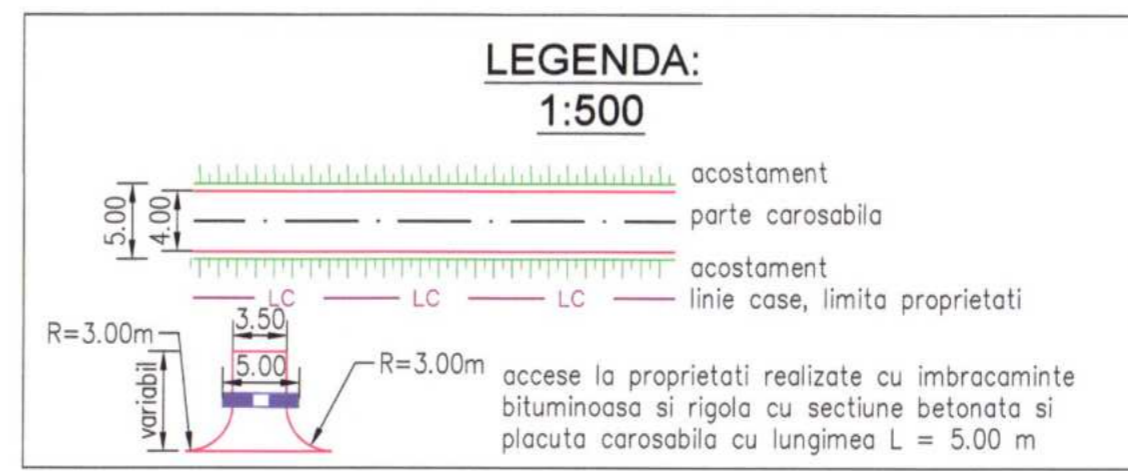 LEGENDA:
1:500
acostament
5.00
4.00
parte carosabila
acostament
LC LC LC
linie case, limita proprietati
3.50
R=3.00m
5.00
R=3.00m
variabil
accese la proprietati realizate cu imbracaminte
bituminoasa si rigola cu sectiune betonata si
placuta carosabila cu lungimea L = 5.00 m